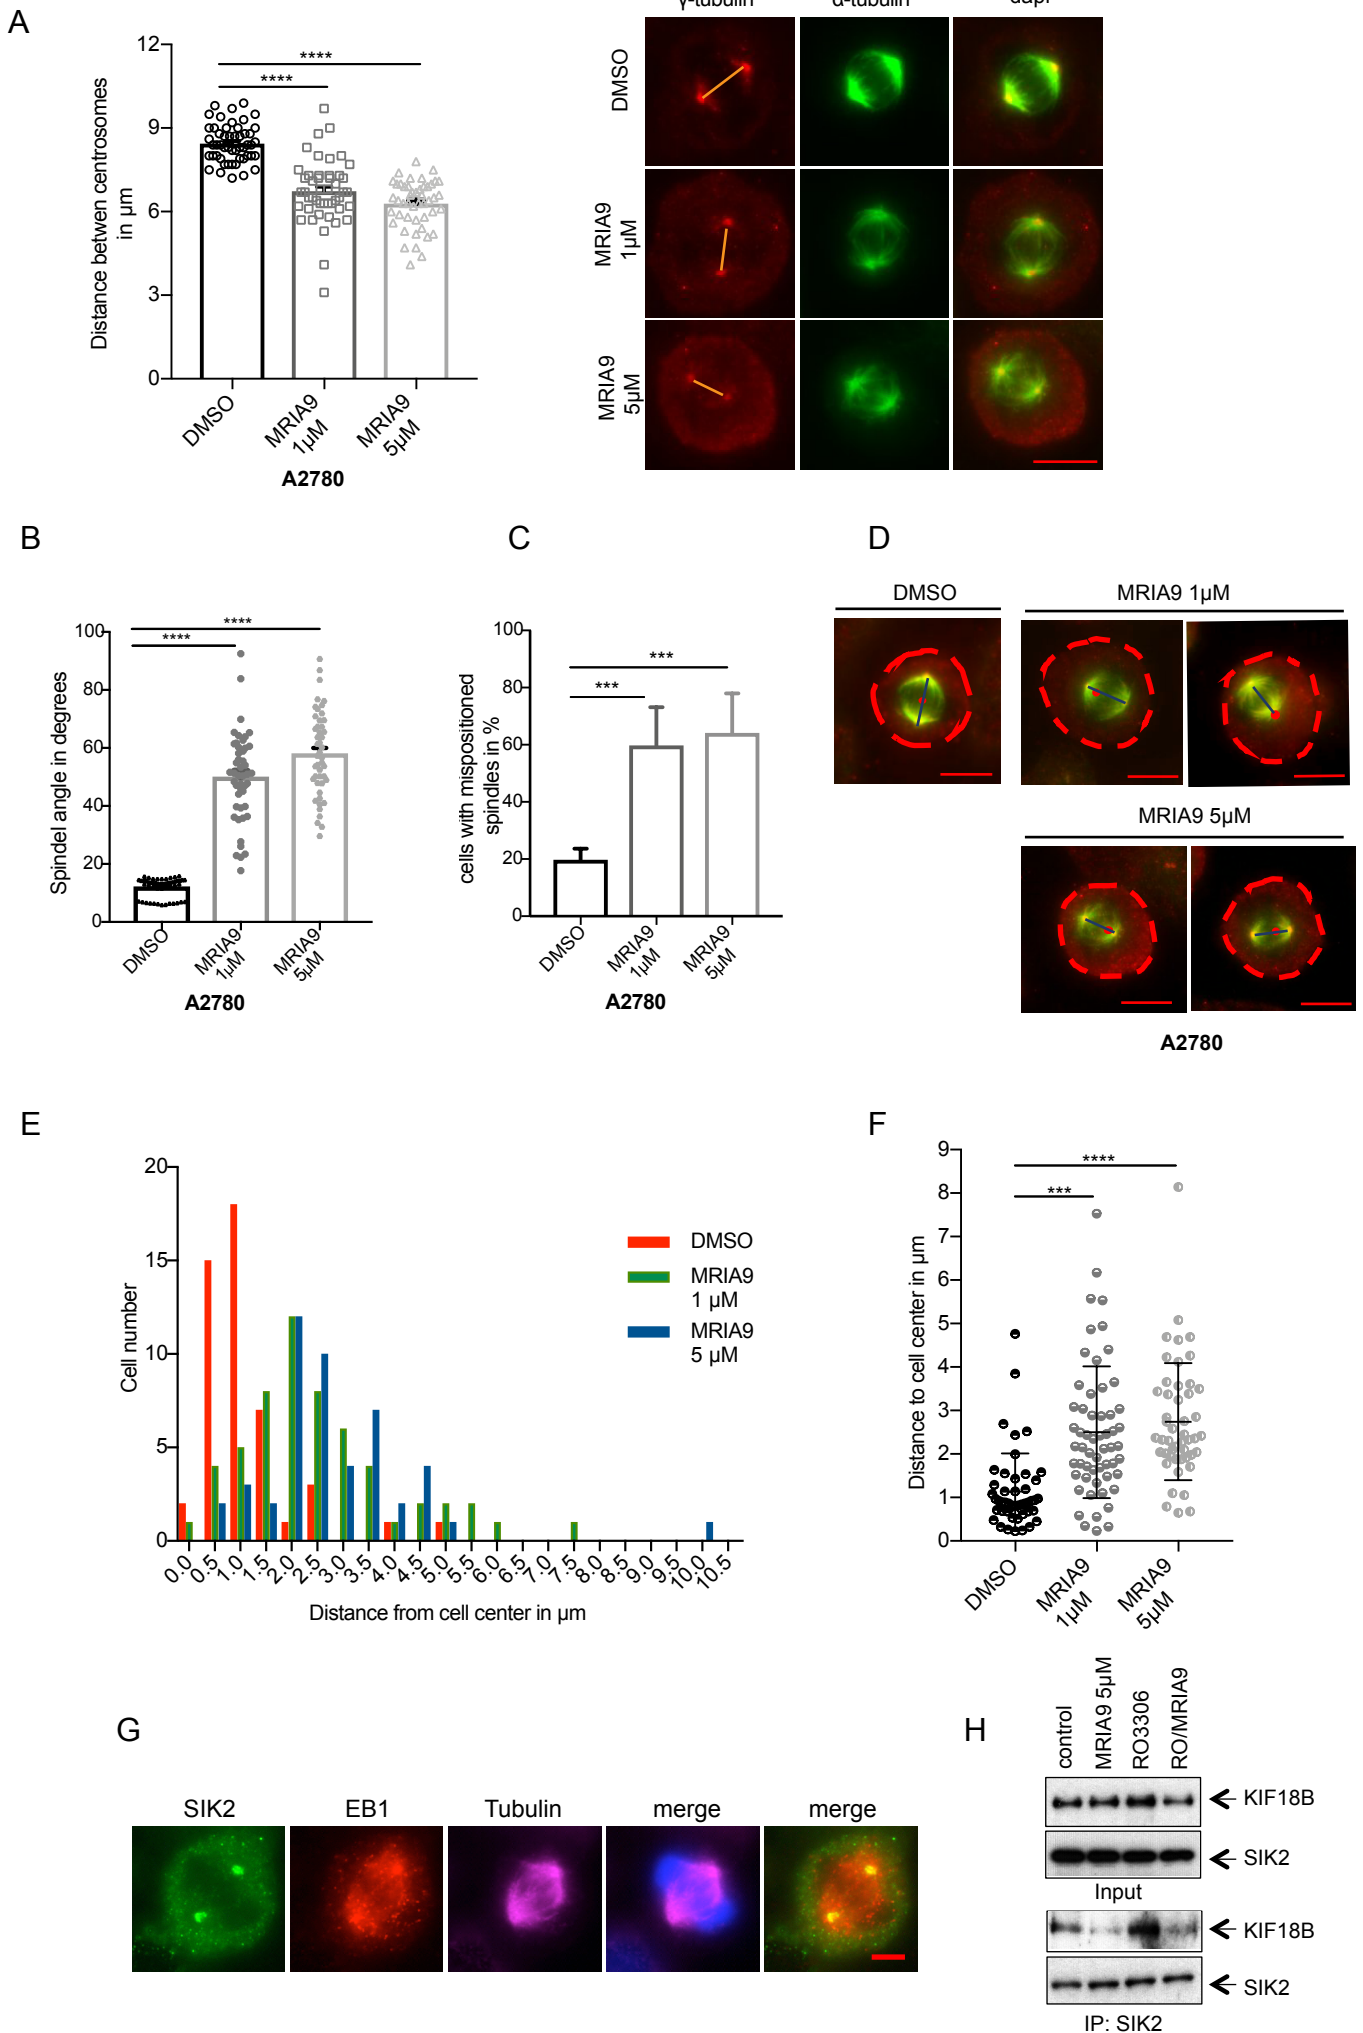 A
12
9
6
3
0
Distance betwen centrosomes
in µm
****
****
DMSO
MRIA9
1µM
MRIA9
5µM
A2780
γ-tubulin
α-tubulin
dapi
DMSO
MRIA9
1µM
MRIA9
5µM
B
100
80
60
40
20
0
Spindel angle in degrees
****
****
DMSO
MRIA9
1µM
MRIA9
5µM
A2780
C
100
80
60
40
20
0
cells with mispositioned
spindles in %
***
***
DMSO
MRIA9
1µM
MRIA9
5µM
A2780
D
DMSO
MRIA9 1µM
MRIA9 5µM
A2780
E
20
15
10
5
0
Cell number
0.0
0.5
1.0
1.5
2.0
2.5
3.0
3.5
4.0
4.5
5.0
5.5
6.0
6.5
7.0
7.5
8.0
8.5
9.0
9.5
10.0
10.5
Distance from cell center in µm
DMSO
MRIA9
1 µM
MRIA9
5 µM
F
9
8
7
6
5
4
3
2
1
0
Distance to cell center in µm
****
***
DMSO
MRIA9
1µM
MRIA9
5µM
G
SIK2
EB1
Tubulin
merge
merge
H
control
MRIA9 5µM
RO3306
RO/MRIA9
KIF18B
SIK2
Input
KIF18B
SIK2
IP: SIK2